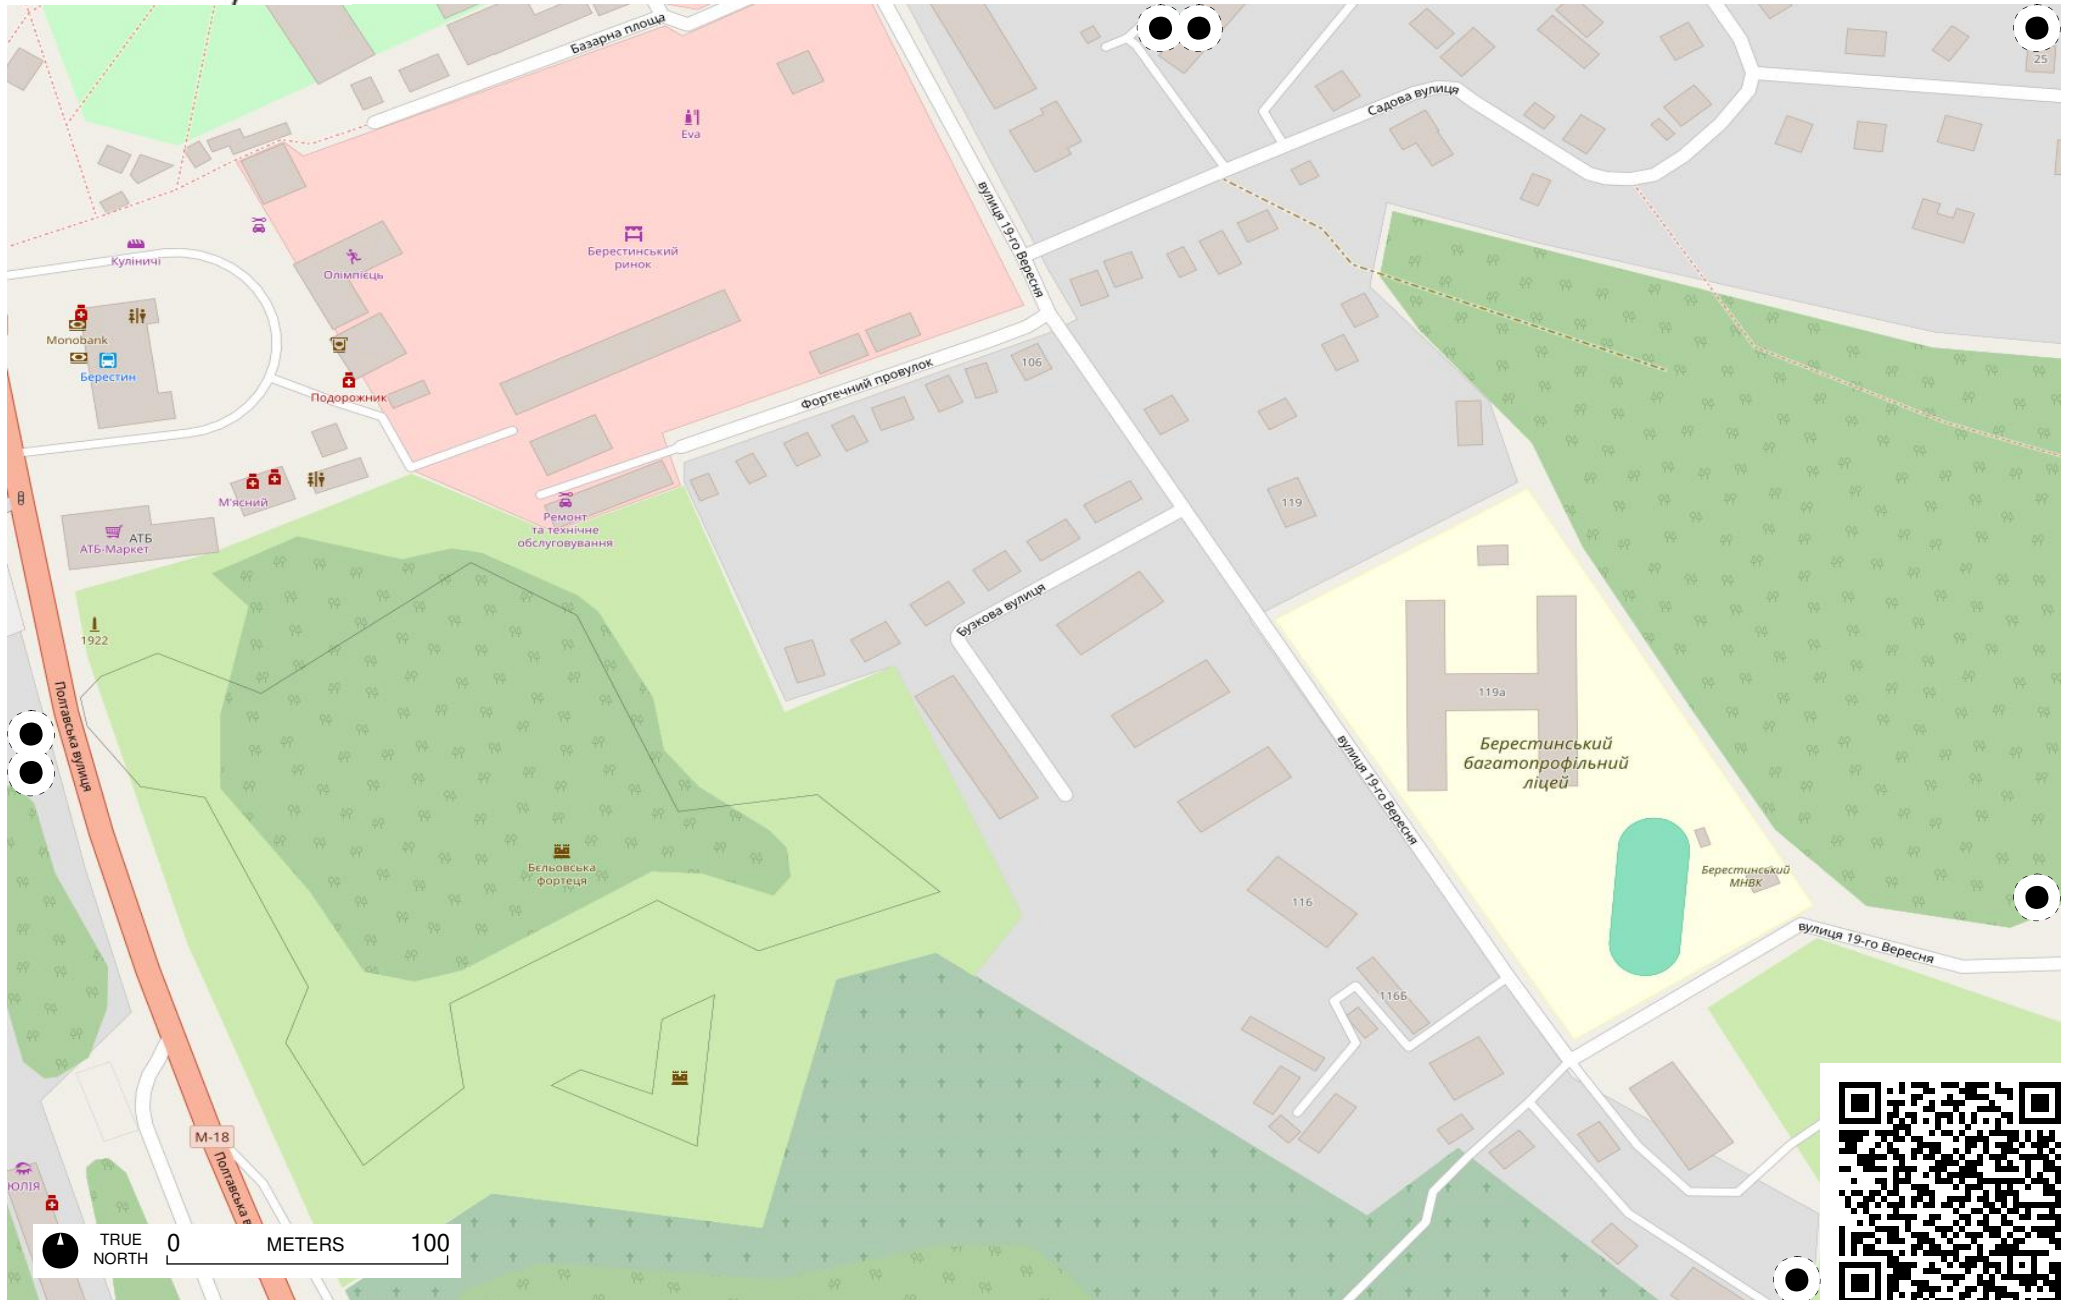 Базарна площа
Eva
Садова вулиця
25
вулиця 19-го Вересня
Берестинський
ринок
Олімпієць
Кулiничi
Monobank
Берестин
Подорожник
106
Фортечний провулок
М'ясний
119
АТБ
АТБ-Маркет
Ремонт
та технічне
обслуговування
Бузкова вулиця
1922
Полтавська вулиця
119а
Берестинський
багатопрофільний
ліцей
вулиця 19-го Вересня
Бєльовська
фортеця
Берестинський
МНВК
116
вулиця 19-го Вересня
116Б
М-18
Полтавська в
ЮЛІЯ
TRUE
NORTH
0
METERS
100